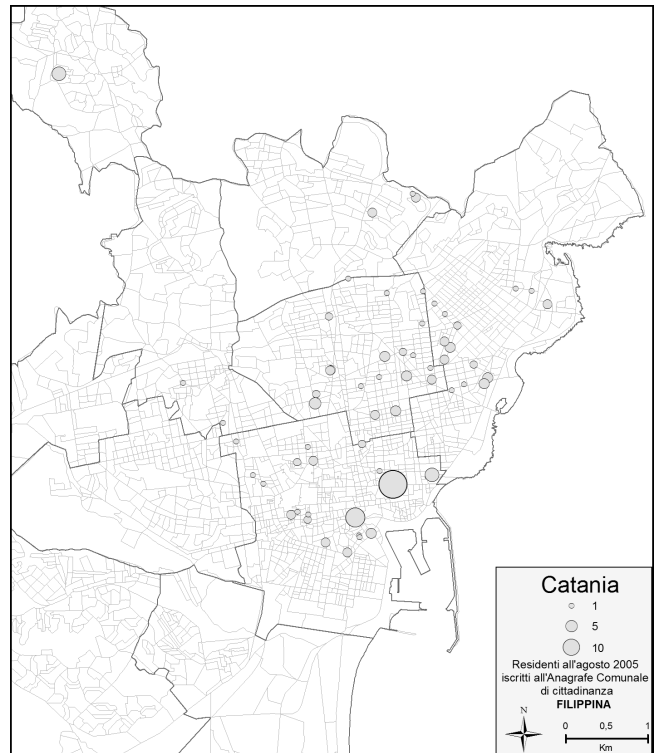 Catania
1
5
10
Residenti all'agosto 2005
iscritti all'Anagrafe Comunale
di cittadinanza
FILIPPINA
N
0 0,5 1
Km